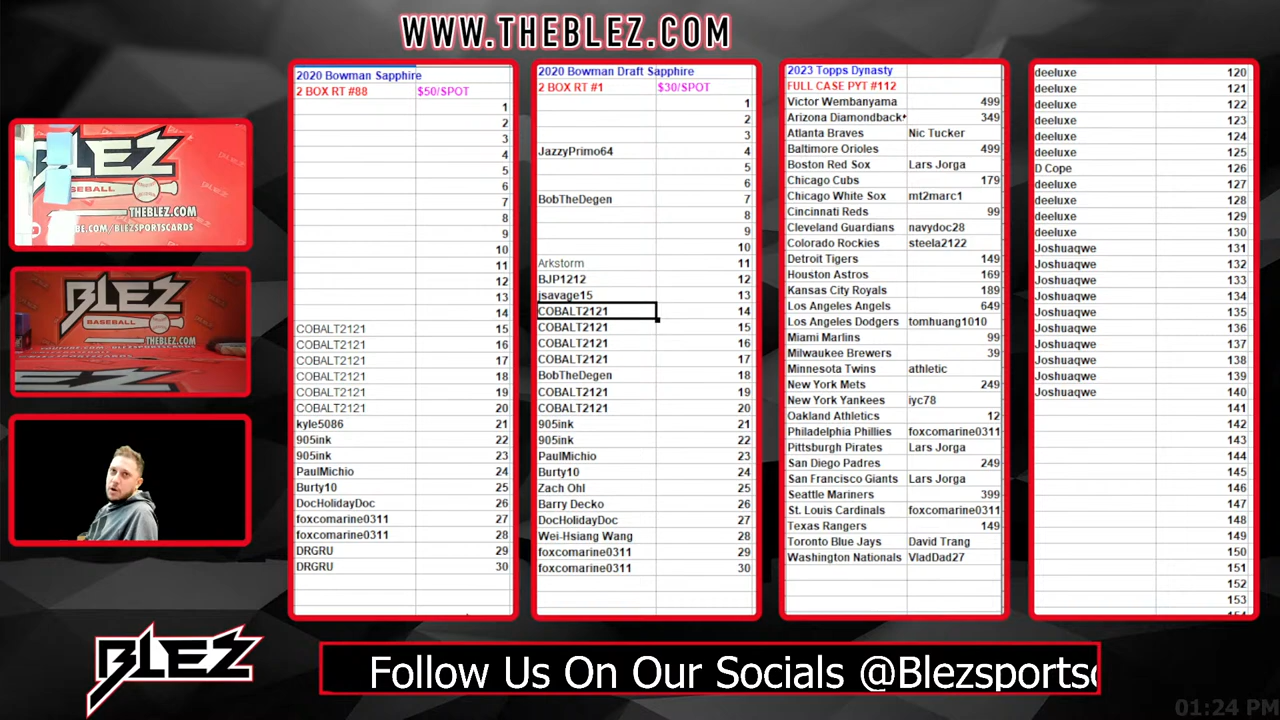 WWW.THEBLEZ.COM
BLEZ
BASEBALL
THEBLEZ.COM
BE.COM/BLEZSPORTSCARDS
BLEZ
BASEBALL
THEBLEZ.COM
2020 Bowman Sapphire
2 BOX RT #88 $50/SPOT
1
2
3
4
5
6
7
8
9
10
11
12
13
14
COBALT2121 15
COBALT2121 16
COBALT2121 17
COBALT2121 18
COBALT2121 19
COBALT2121 20
kyle5086 21
905ink 22
905ink 23
PaulMichio 24
Burty10 25
DocHolidayDoc 26
foxcomarine0311 27
foxcomarine0311 28
DRGRU 29
DRGRU 30
2020 Bowman Draft Sapphire
2 BOX RT #1 $30/SPOT
1
2
3
JazzyPrimo64 4
5
6
BobTheDegen 7
8
9
10
Arkstorm 11
BJP1212 12
jsavage15 13
COBALT2121 14
COBALT2121 15
COBALT2121 16
COBALT2121 17
BobTheDegen 18
COBALT2121 19
COBALT2121 20
905ink 21
905ink 22
PaulMichio 23
Burty10 24
Zach Ohl 25
Barry Decko 26
DocHolidayDoc 27
Wei-Hsiang Wang 28
foxcomarine0311 29
foxcomarine0311 30
2023 Topps Dynasty
FULL CASE PYT #112
Victor Wembanyama 499
Arizona Diamondback 349
Atlanta Braves Nic Tucker
Baltimore Orioles 499
Boston Red Sox Lars Jorga
Chicago Cubs 179
Chicago White Sox mt2marc1
Cincinnati Reds 99
Cleveland Guardians navydoc28
Colorado Rockies steela2122
Detroit Tigers 149
Houston Astros 169
Kansas City Royals 189
Los Angeles Angels 649
Los Angeles Dodgers tomhuang1010
Miami Marlins 99
Milwaukee Brewers 39
Minnesota Twins athletic
New York Mets 249
New York Yankees iyc78
Oakland Athletics 12
Philadelphia Phillies foxcomarine0311
Pittsburgh Pirates Lars Jorga
San Diego Padres 249
San Francisco Giants Lars Jorga
Seattle Mariners 399
St. Louis Cardinals foxcomarine0311
Texas Rangers 149
Toronto Blue Jays David Trang
Washington Nationals VladDad27
deeluxe 120
deeluxe 121
deeluxe 122
deeluxe 123
deeluxe 124
deeluxe 125
D Cope 126
deeluxe 127
deeluxe 128
deeluxe 129
deeluxe 130
Joshuaqwe 131
Joshuaqwe 132
Joshuaqwe 133
Joshuaqwe 134
Joshuaqwe 135
Joshuaqwe 136
Joshuaqwe 137
Joshuaqwe 138
Joshuaqwe 139
Joshuaqwe 140
141
142
143
144
145
146
147
148
149
150
151
152
153
BLEZ
Follow Us On Our Socials @Blezsports
01:24 PM